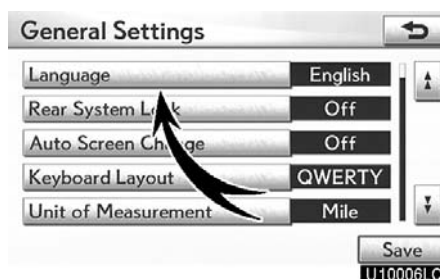 General Settings
Language English
Rear System Lock Off
Auto Screen Change Off
Keyboard Layout QWERTY
Unit of Measurement Mile
Save
U10006LC